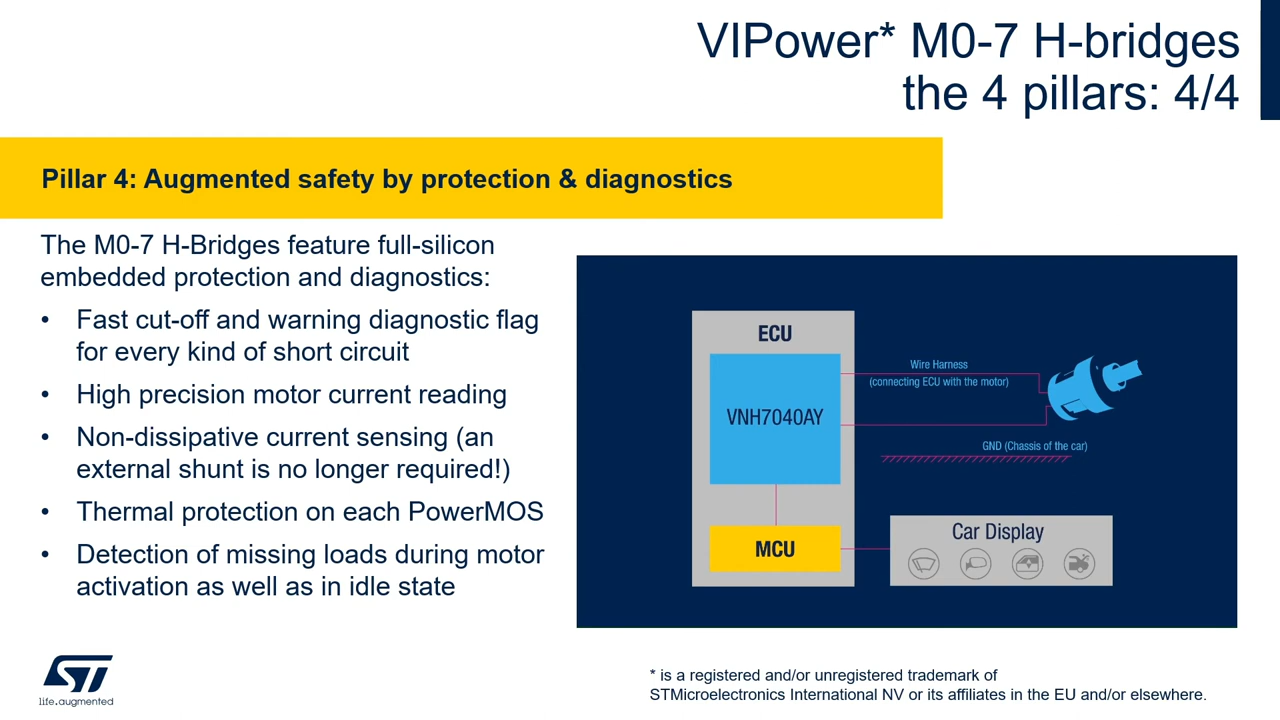 VIPower* M0-7 H-bridges
the 4 pillars: 4/4
Pillar 4: Augmented safety by protection & diagnostics
The M0-7 H-Bridges feature full-silicon
embedded protection and diagnostics:
• Fast cut-off and warning diagnostic flag
for every kind of short circuit
• High precision motor current reading
• Non-dissipative current sensing (an
external shunt is no longer required!)
• Thermal protection on each PowerMOS
• Detection of missing loads during motor
activation as well as in idle state
ECU
VNH7040AY
MCU
Wire Harness
(connecting ECU with the motor)
GND (Chassis of the car)
Car Display
ST
life.augmented
* is a registered and/or unregistered trademark of
STMicroelectronics International NV or its affiliates in the EU and/or elsewhere.